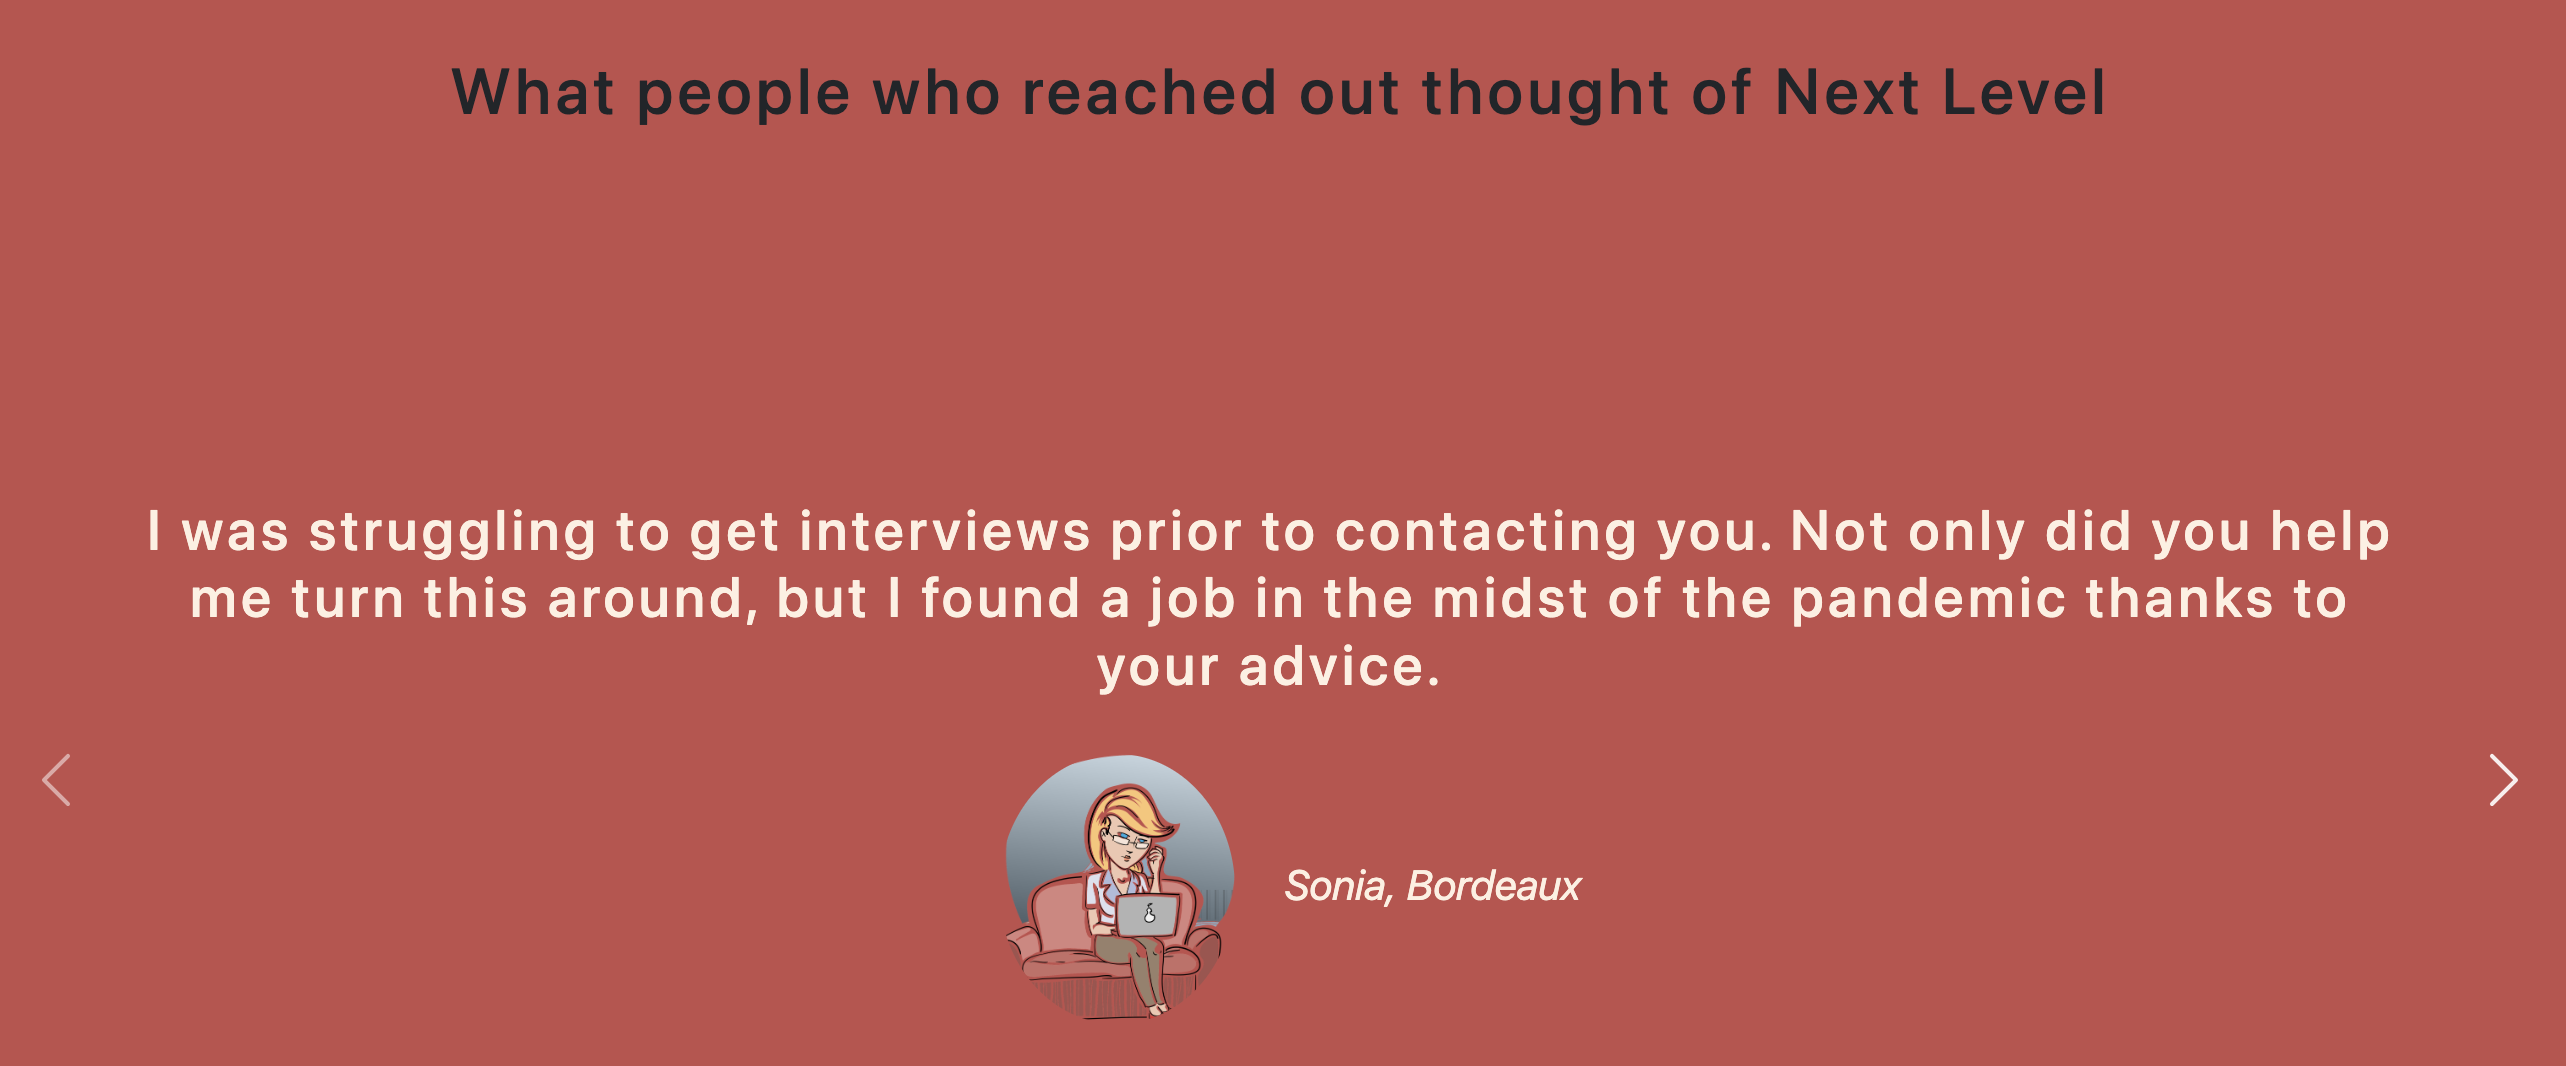 What people who reached out thought of Next Level
I was struggling to get interviews prior to contacting you. Not only did you help
me turn this around, but I found a job in the midst of the pandemic thanks to
your advice.
Sonia, Bordeaux